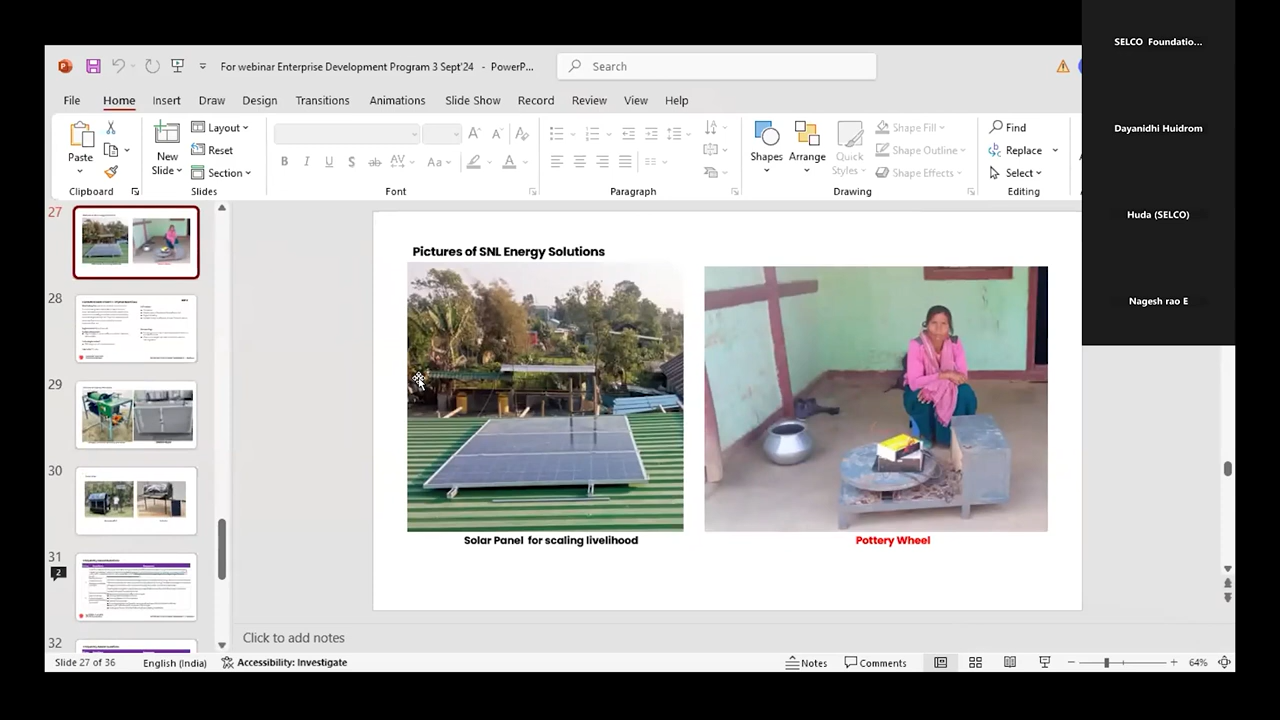 SELCO Foundatio...
For webinar Enterprise Development Program 3 Sept'24 - PowerP...
Search
Dayanidhi Huidrom
Huda (SELCO)
Nagesh rao E
File Home Insert Draw Design Transitions Animations Slide Show Record Review View Help
Paste
New Slide
Layout
Reset
Section
B I U S ab AV Aa A
Shapes
Arrange
Quick Styles
Shape Fill
Shape Outline
Shape Effects
Find
Replace
Select
Clipboard Slides Font Paragraph Drawing Editing
27
28
29
30
31
2
32
Pictures of SNL Energy Solutions
Solar Panel for scaling livelihood
Pottery Wheel
Click to add notes
Slide 27 of 36 English (India) Accessibility: Investigate Notes Comments 64%